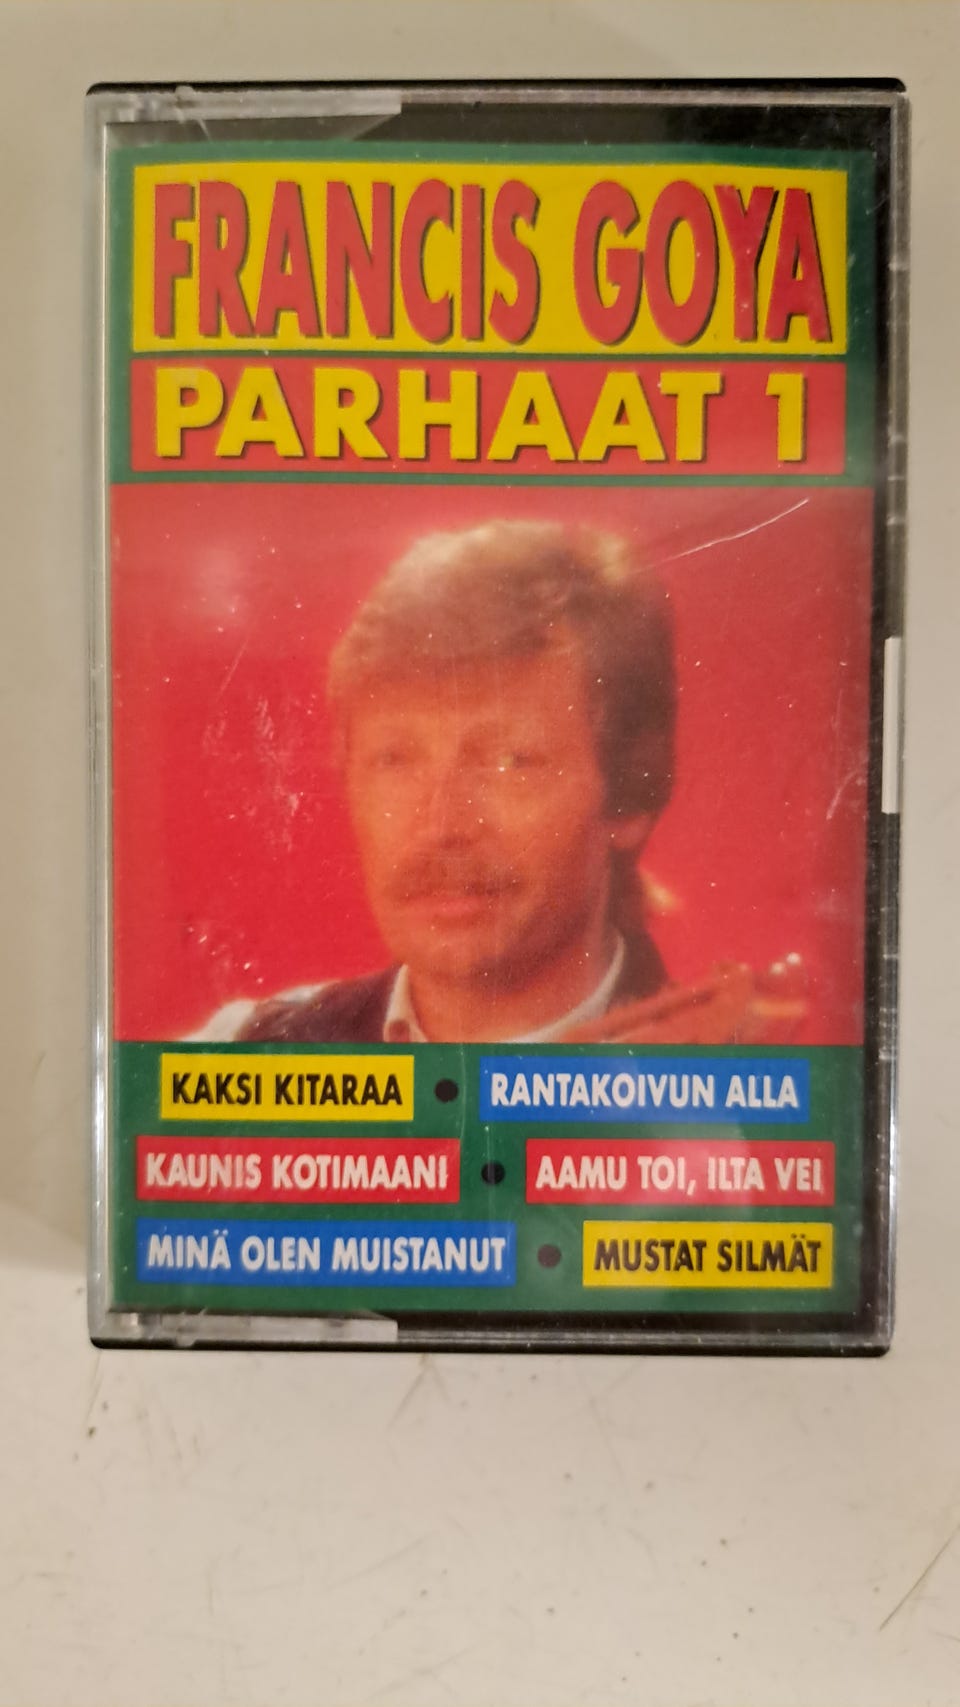 FRANCIS GOYA
PARHAAT 1
KAKSI KITARAA • RANTAKOIVUN ALLA
KAUNIS KOTIMAANI • AAMU TOI, ILTA VEI
MINÄ OLEN MUISTANUT • MUSTAT SILMÄT